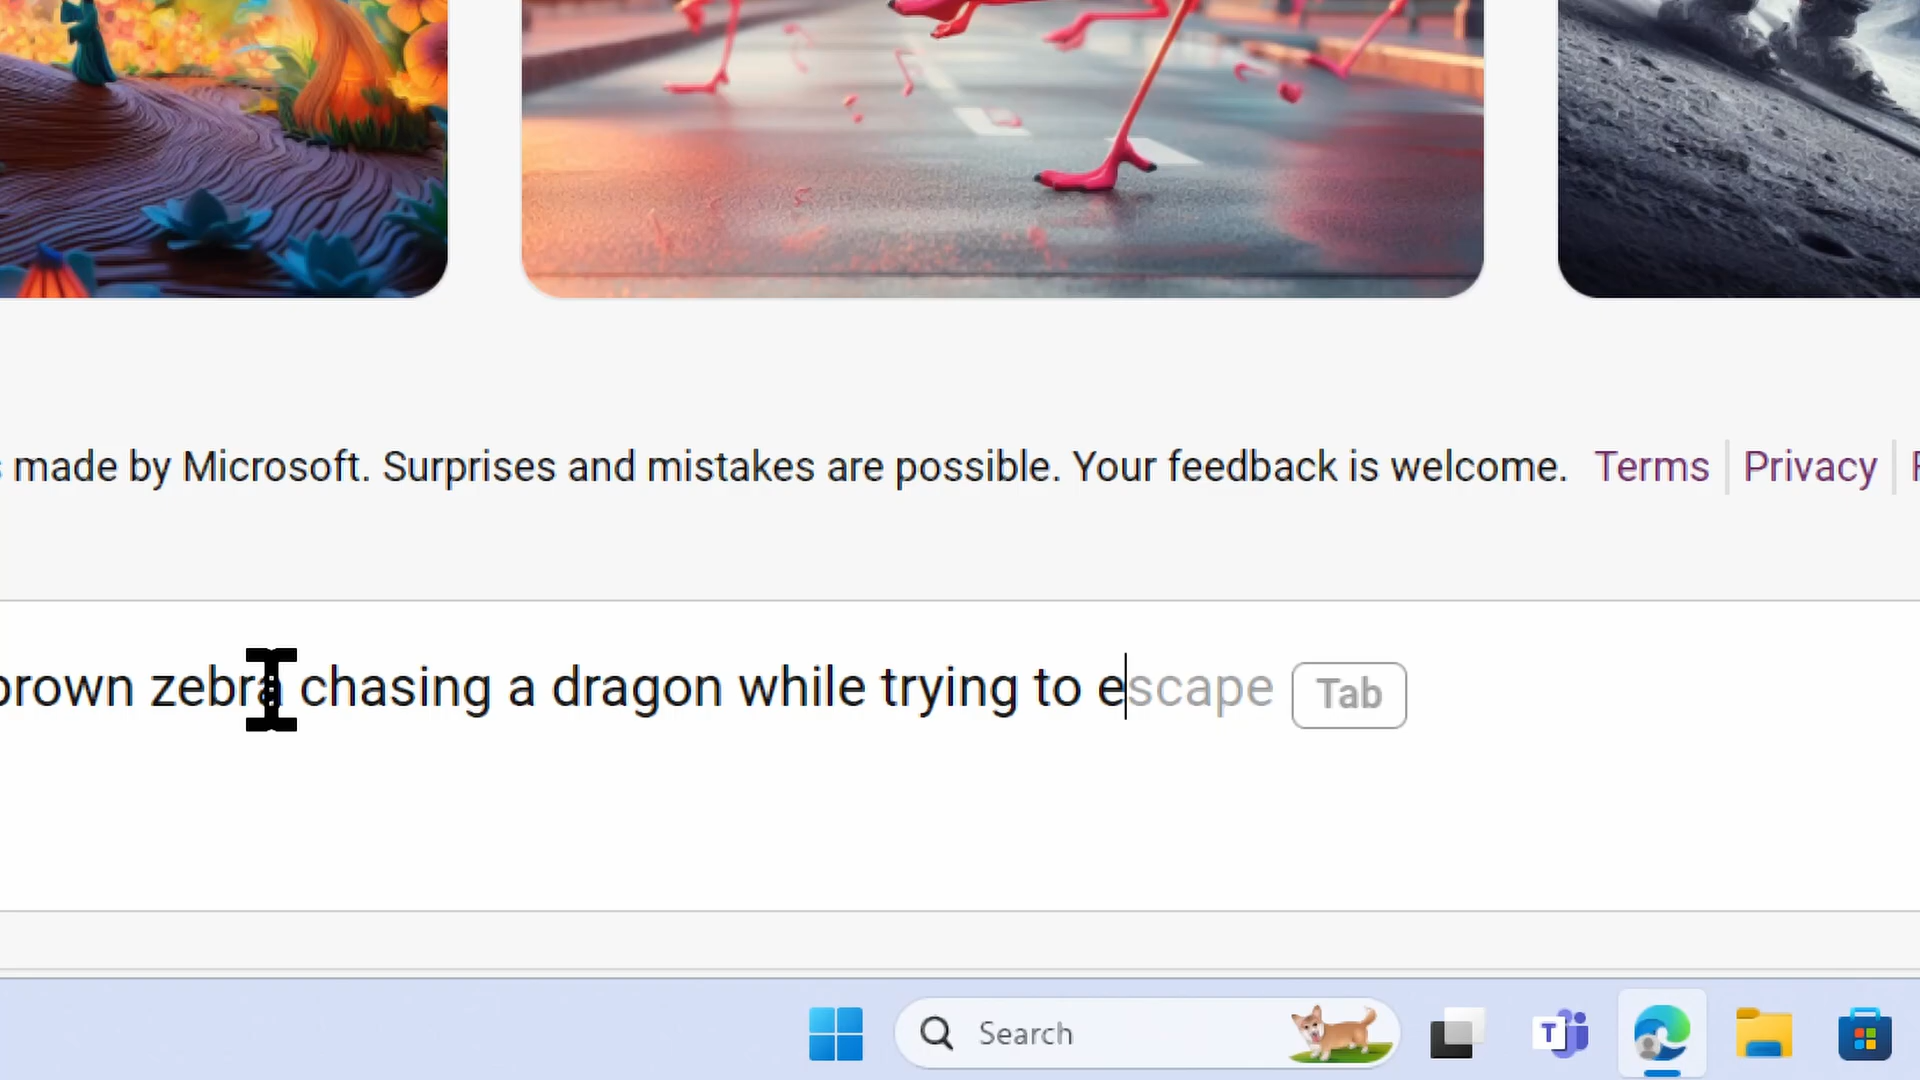 made by Microsoft. Surprises and mistakes are possible. Your feedback is welcome. Terms Privacy
brown zebra chasing a dragon while trying to escape Tab
Search
T